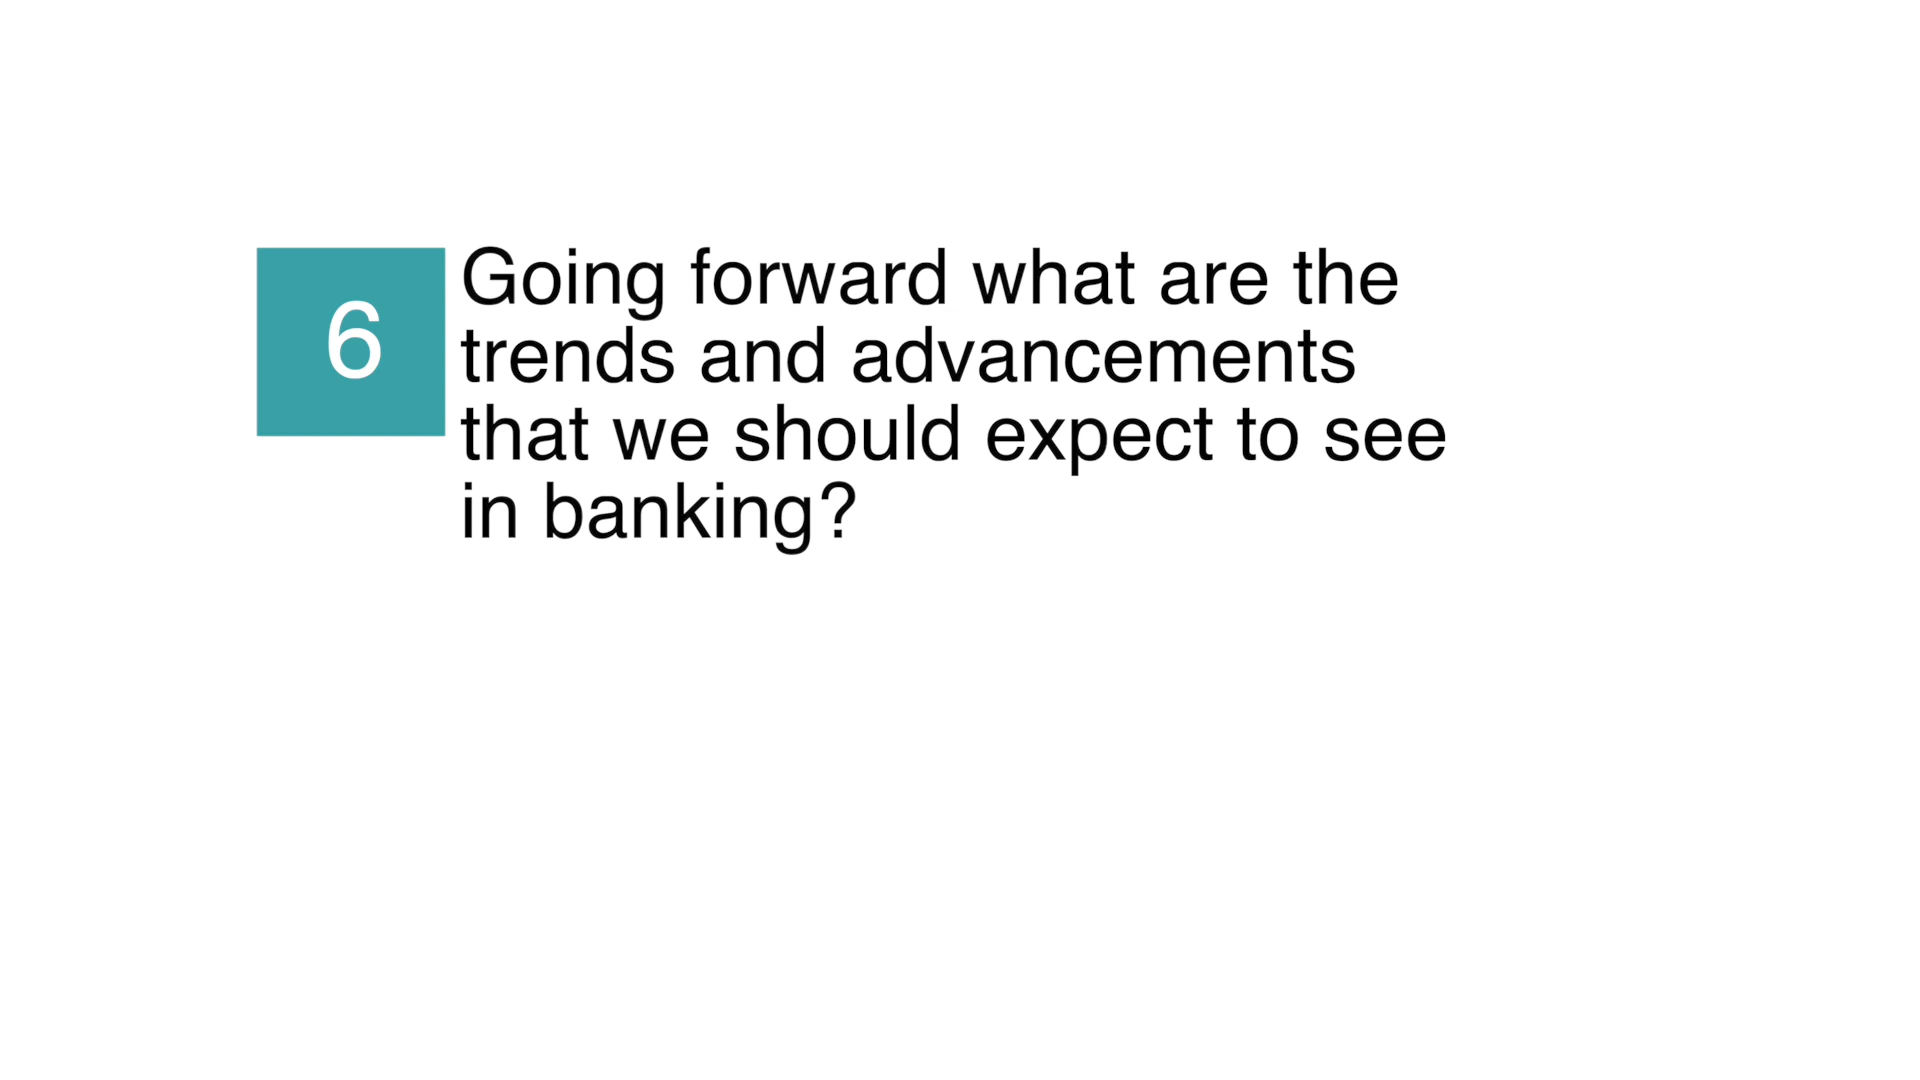 6
Going forward what are the
trends and advancements
that we should expect to see
in banking?